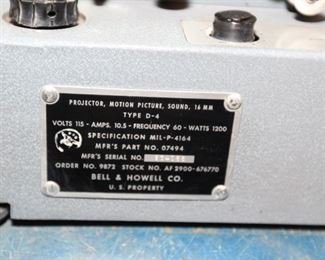 PROJECTOR, MOTION PICTURE, SOUND, 16 MM
TYPE D-4
VOLTS 115 - AMPS. 10.5 - FREQUENCY 60 - WATTS 1200
SPECIFICATION MIL-P-4164
MFR'S PART NO. 07494
MFR'S SERIAL NO.
ORDER NO. 9872 STOCK NO. AF 2900-676770
BELL & HOWELL CO.
U. S. PROPERTY